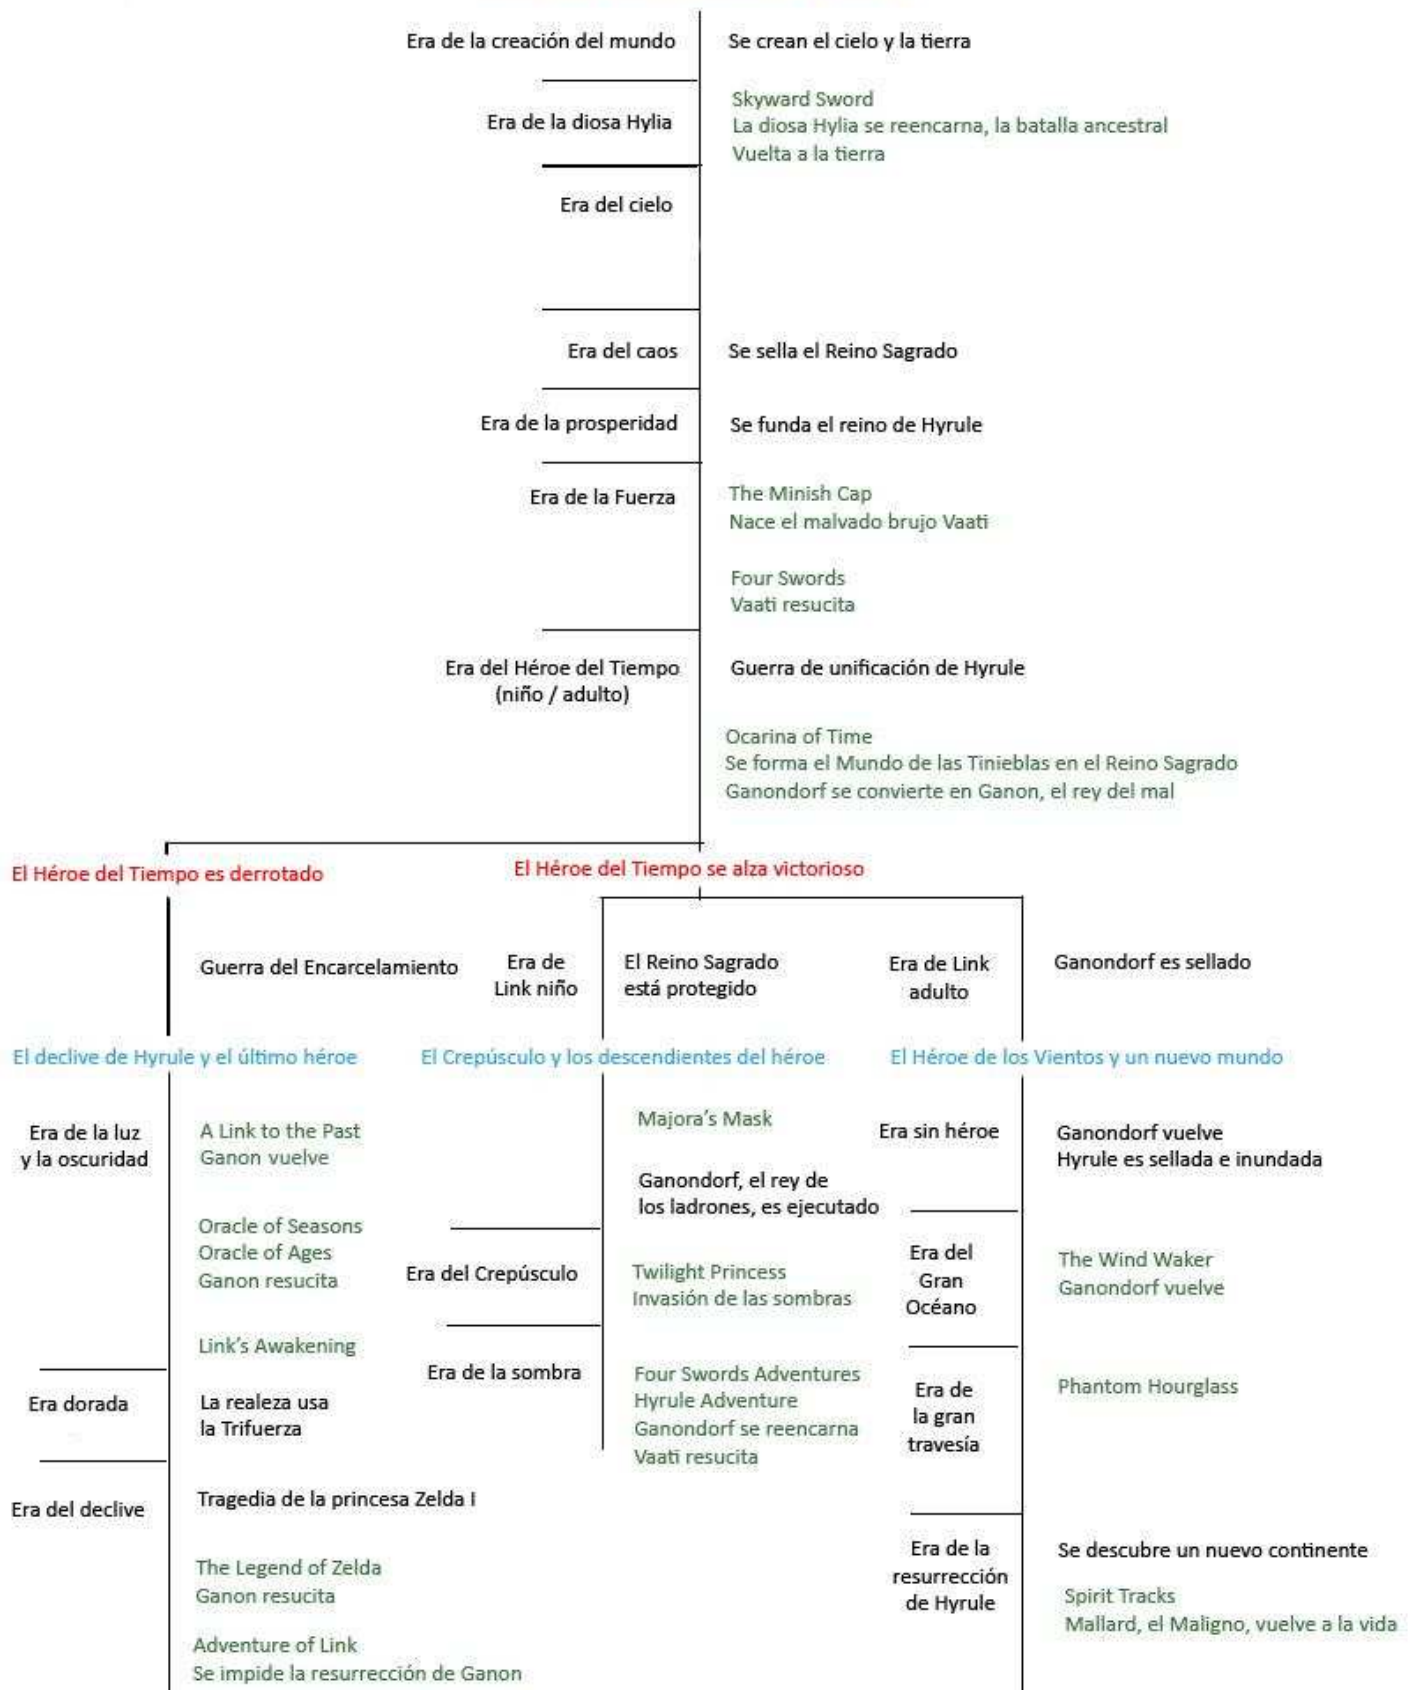 Era de la creación del mundo
Se crean el cielo y la tierra
Era de la diosa Hylia
Skyward Sword
La diosa Hylia se reencarna, la batalla ancestral
Vuelta a la tierra
Era del cielo
Era del caos
Se sella el Reino Sagrado
Era de la prosperidad
Se funda el reino de Hyrule
Era de la Fuerza
The Minish Cap
Nace el malvado brujo Vaati
Four Swords
Vaati resucita
Era del Héroe del Tiempo
(niño / adulto)
Guerra de unificación de Hyrule
Ocarina of Time
Se forma el Mundo de las Tinieblas en el Reino Sagrado
Ganondorf se convierte en Ganon, el rey del mal
El Héroe del Tiempo es derrotado
El Héroe del Tiempo se alza victorioso
Guerra del Encarcelamiento
Era de
Link niño
El Reino Sagrado
está protegido
Era de Link
adulto
Ganondorf es sellado
El declive de Hyrule y el último héroe
El Crepúsculo y los descendientes del héroe
El Héroe de los Vientos y un nuevo mundo
Era de la luz
y la oscuridad
A Link to the Past
Ganon vuelve
Oracle of Seasons
Oracle of Ages
Ganon resucita
Link's Awakening
Era dorada
La realeza usa
la Trifuerza
Era del declive
Tragedia de la princesa Zelda I
The Legend of Zelda
Ganon resucita
Adventure of Link
Se impide la resurrección de Ganon
Majora's Mask
Ganondorf, el rey de
los ladrones, es ejecutado
Era del Crepúsculo
Twilight Princess
Invasión de las sombras
Era de la sombra
Four Swords Adventures
Hyrule Adventure
Ganondorf se reencarna
Vaati resucita
Era sin héroe
Ganondorf vuelve
Hyrule es sellada e inundada
Era del
Gran
Océano
The Wind Waker
Ganondorf vuelve
Era de
la gran
travesía
Phantom Hourglass
Era de la
resurrección
de Hyrule
Se descubre un nuevo continente
Spirit Tracks
Mallard, el Maligno, vuelve a la vida